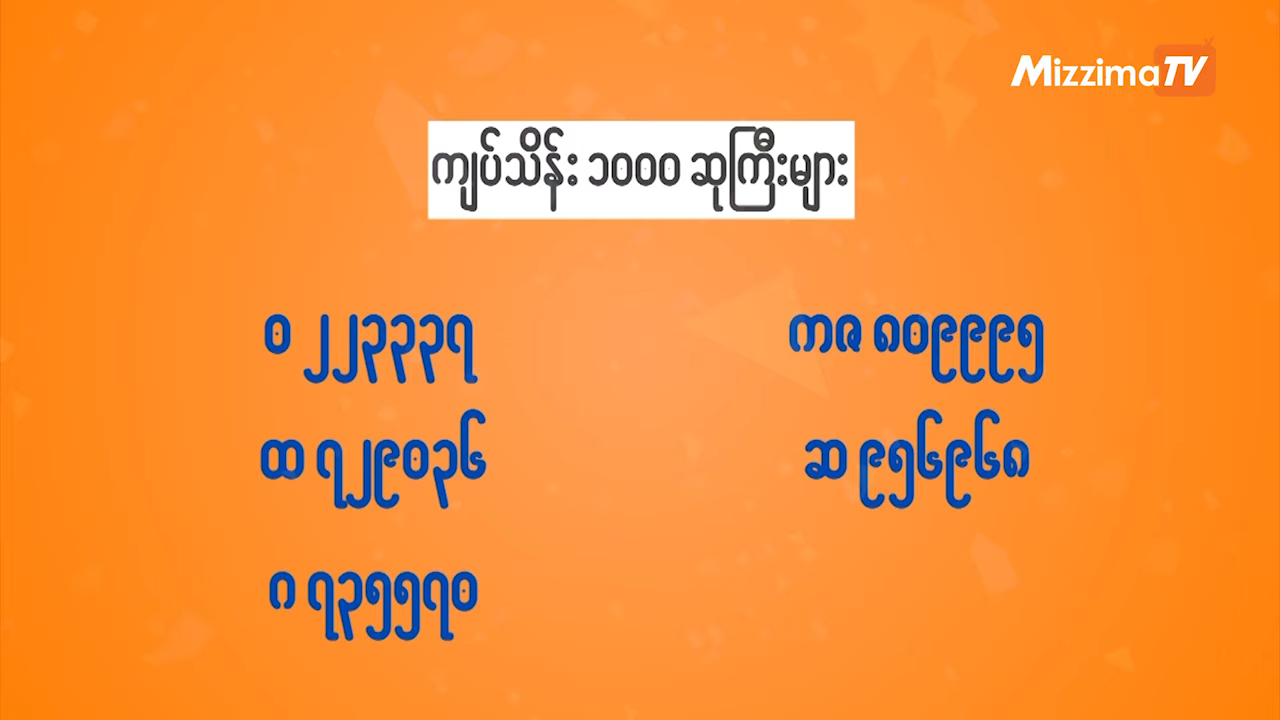 MizzimaTV
ကျပ်သိန်း ၁၀၀၀ ဆုကြီးများ
ဝ ၂၂၃၃၃၇
ကဇ ၈၀၉၉၉၅
ထ ၇၂၉၀၃၆
ဆ ၉၅၆၉၆၈
ဂ ၇၃၅၅၇၀